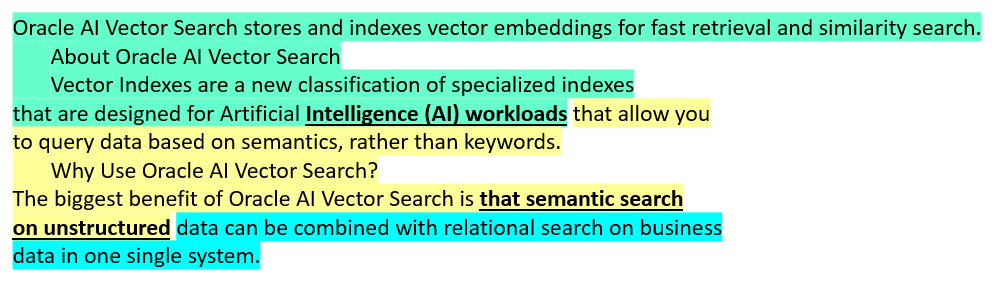 Oracle AI Vector Search stores and indexes vector embeddings for fast retrieval and similarity search.
About Oracle AI Vector Search
Vector Indexes are a new classification of specialized indexes
that are designed for Artificial Intelligence (AI) workloads that allow you
to query data based on semantics, rather than keywords.
Why Use Oracle AI Vector Search?
The biggest benefit of Oracle AI Vector Search is that semantic search
on unstructured data can be combined with relational search on business
data in one single system.